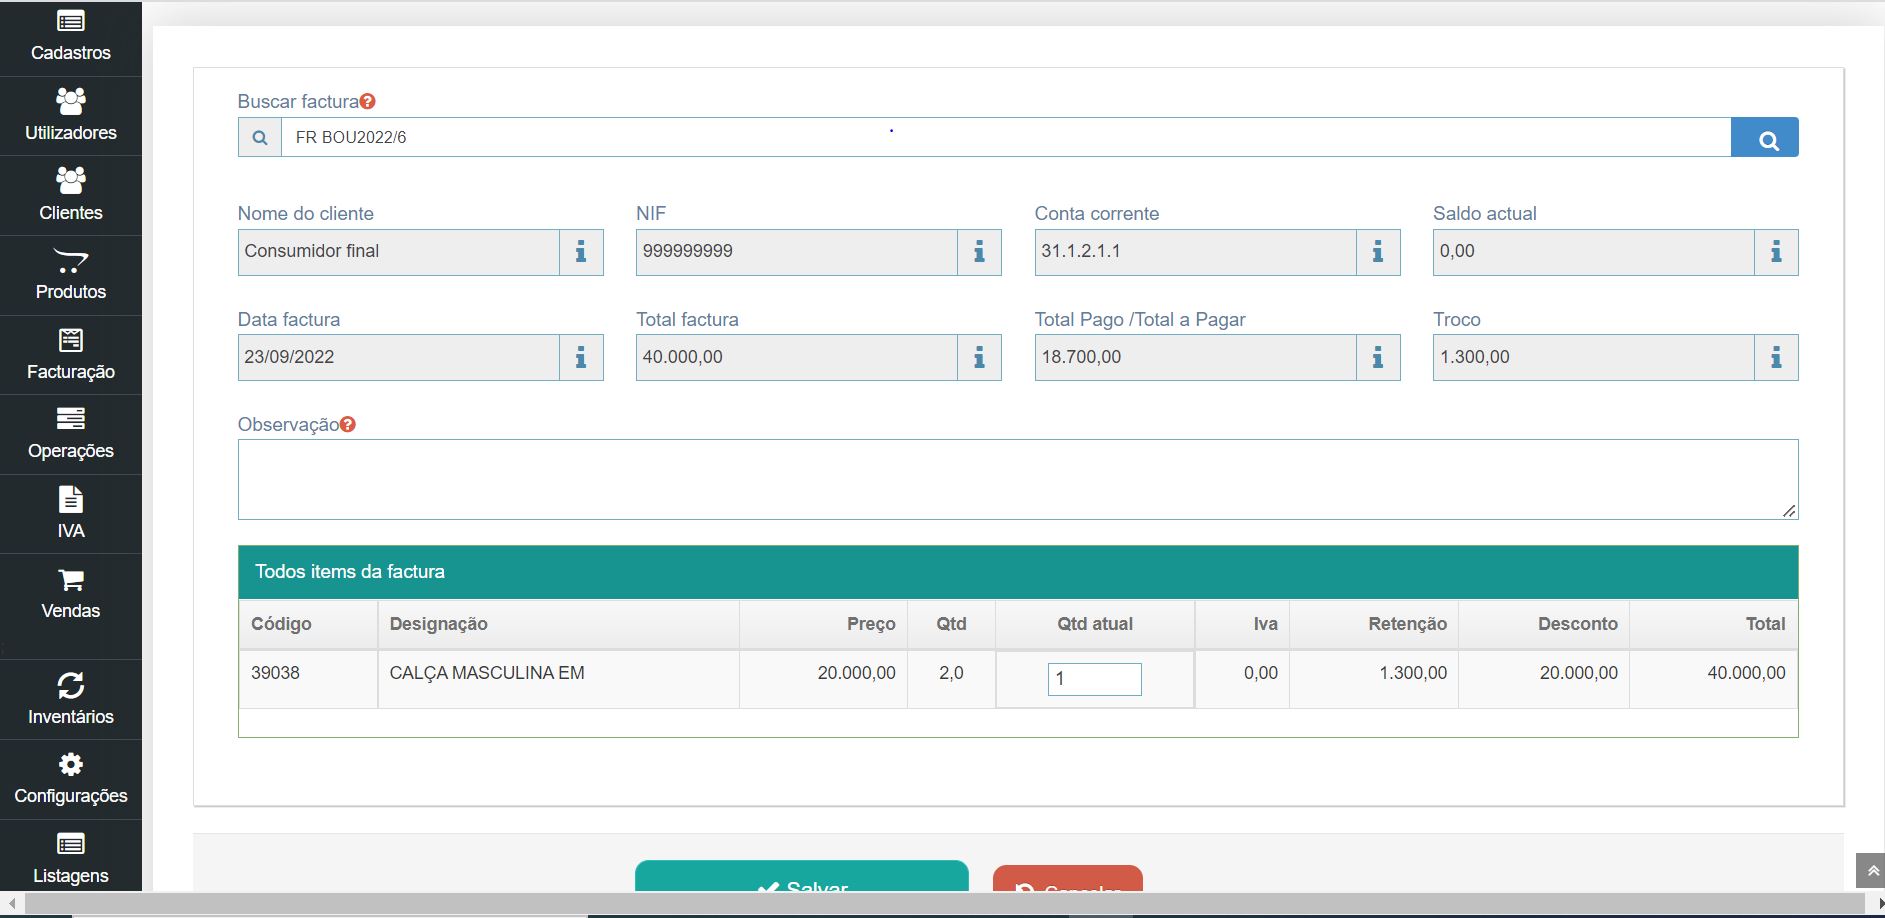 Cadastros
Utilizadores
Clientes
Produtos
Facturação
Operações
IVA
Vendas
Inventários
Configurações
Listagens
Buscar factura
FR BOU2022/6
Nome do cliente NIF Conta corrente Saldo actual
Consumidor final 999999999 31.1.2.1.1 0,00
Data factura Total factura Total Pago /Total a Pagar Troco
23/09/2022 40.000,00 18.700,00 1.300,00
Observação
Todos items da factura
Código Designação Preço Qtd Qtd atual Iva Retenção Desconto Total
39038 CALÇA MASCULINA EM 20.000,00 2,0 1 0,00 1.300,00 20.000,00 40.000,00
Salvar Cancelar